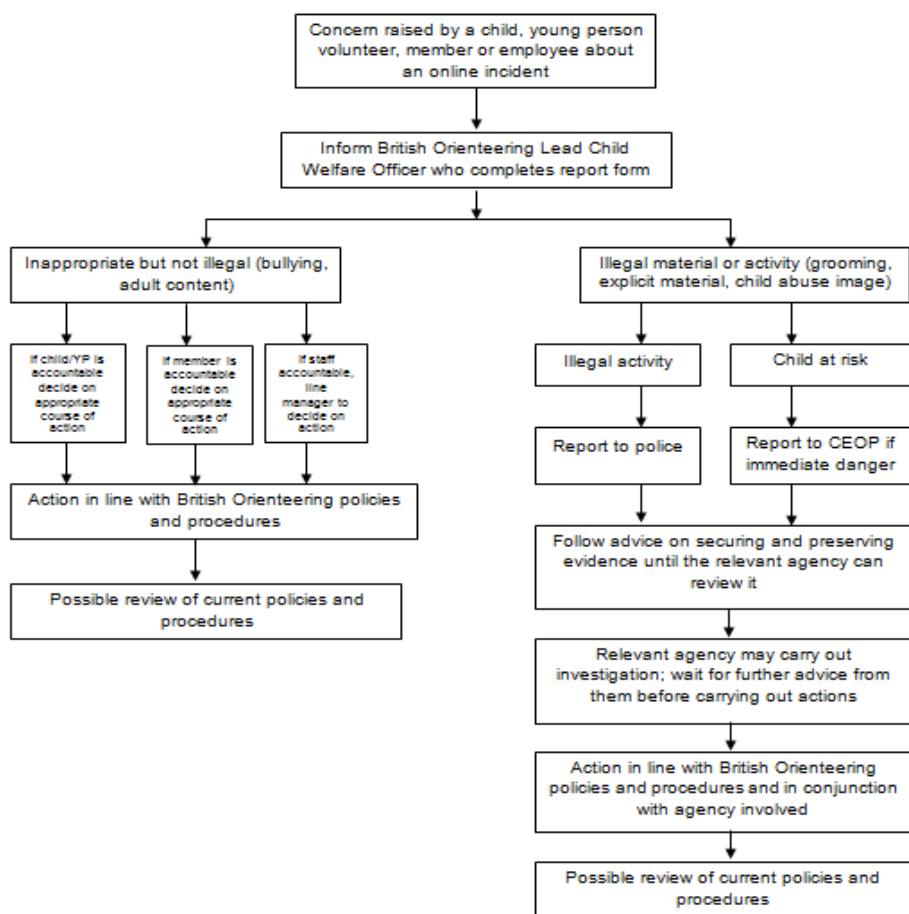 Concern raised by a child, young person
volunteer, member or employee about
an online incident
Inform British Orienteering Lead Child
Welfare Officer who completes report form
Inappropriate but not illegal (bullying,
adult content)
Illegal material or activity (grooming,
explicit material, child abuse image)
If child/YP is
accountable
decide on
appropriate
course of
action
If member is
accountable
decide on
appropriate
course of
action
If staff
accountable,
line
manager to
decide on
action
Illegal activity
Child at risk
Report to police
Report to CEOP if
immediate danger
Action in line with British Orienteering policies
and procedures
Follow advice on securing and preserving
evidence until the relevant agency can
review it
Possible review of current policies and
procedures
Relevant agency may carry out
investigation; wait for further advice from
them before carrying out actions
Action in line with British Orienteering
policies and procedures and in conjunction
with agency involved
Possible review of current policies and
procedures